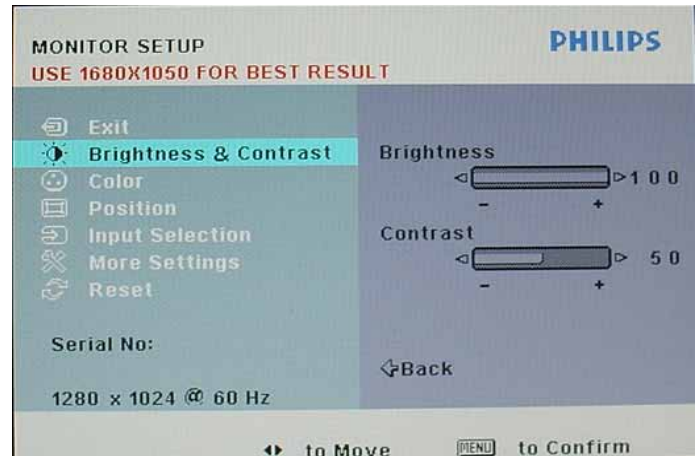 MONITOR SETUP
PHILIPS
USE 1680X1050 FOR BEST RESULT
Exit
Brightness & Contrast
Color
Position
Input Selection
More Settings
Reset
Serial No:
1280 x 1024 @ 60 Hz
Brightness
100
- +
Contrast
50
- +
Back
to Move
MENU to Confirm